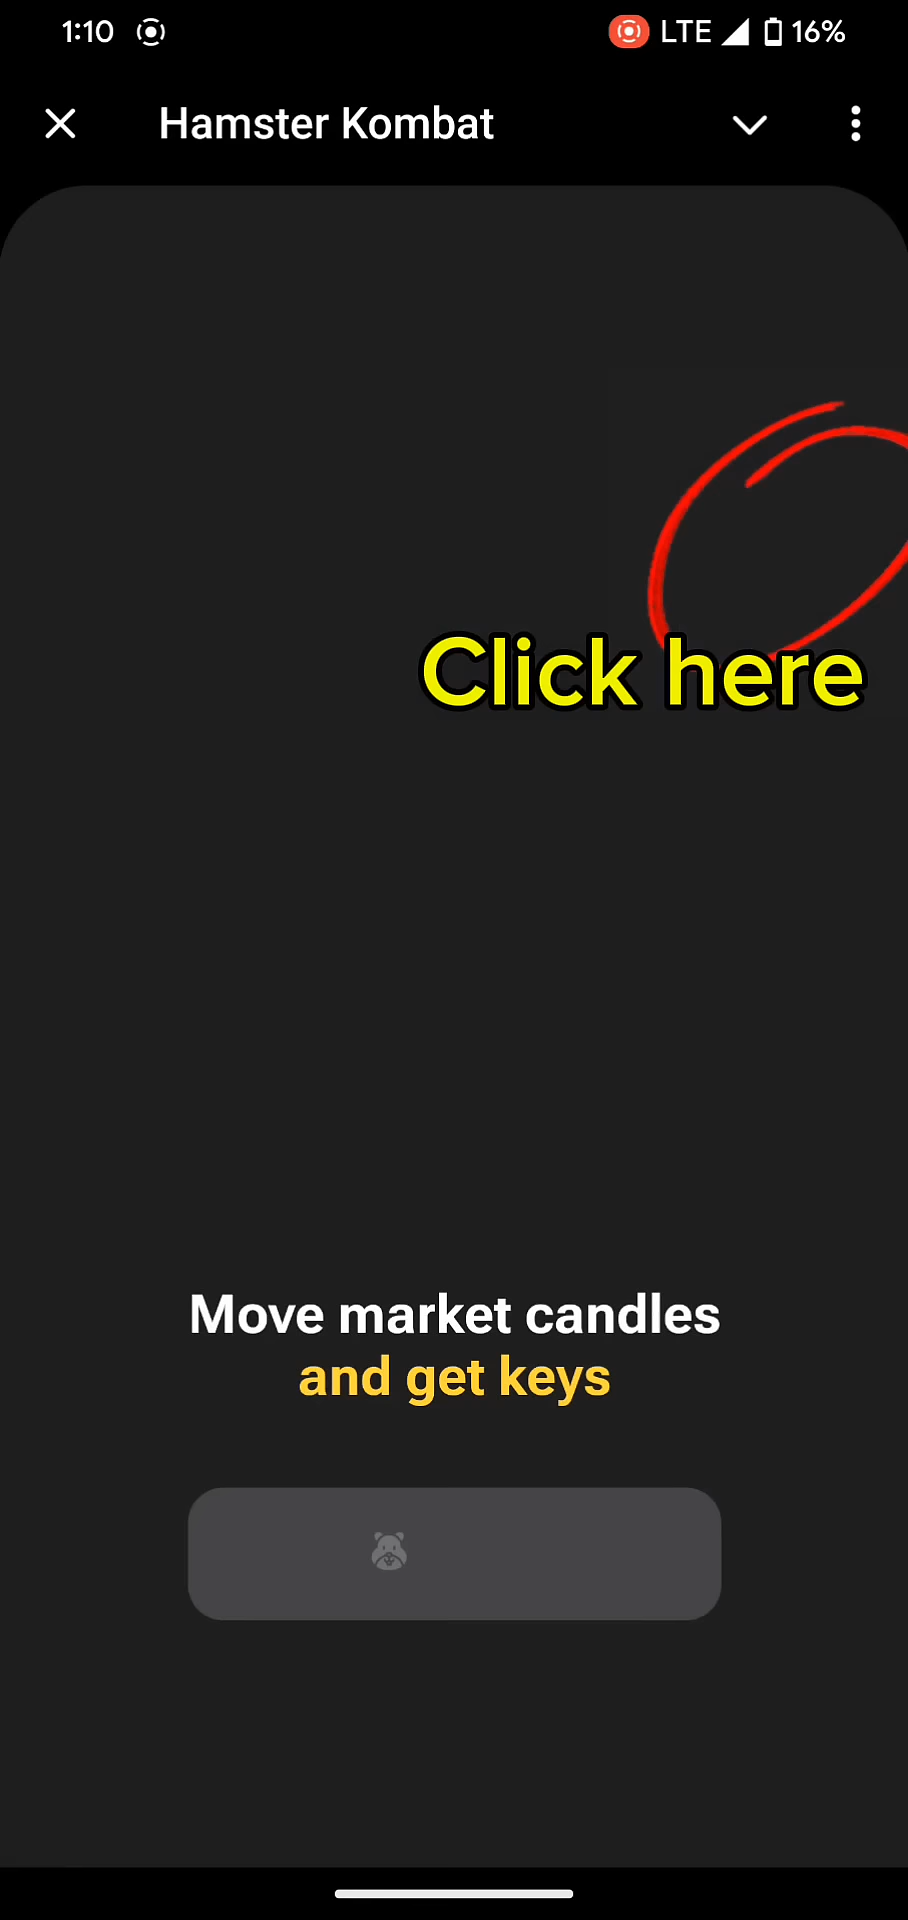 1:10 LTE 16%
Hamster Kombat
Click here
Move market candles
and get keys